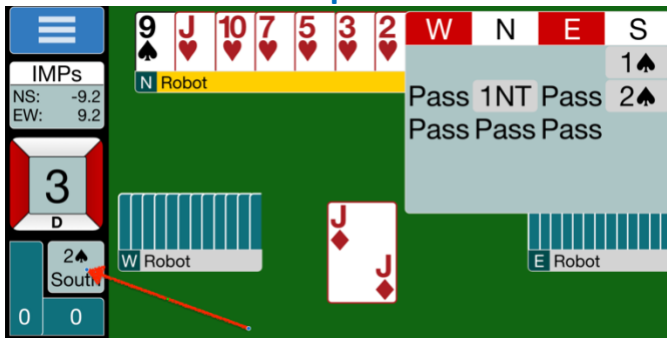 9 J 10 7 5 3 2
W N E S
1♠
Pass 1NT Pass 2♠
Pass Pass Pass
IMPs
NS: -9.2
EW: 9.2
N Robot
3
D
2♠
South
0 0
W Robot
J
J
E Robot